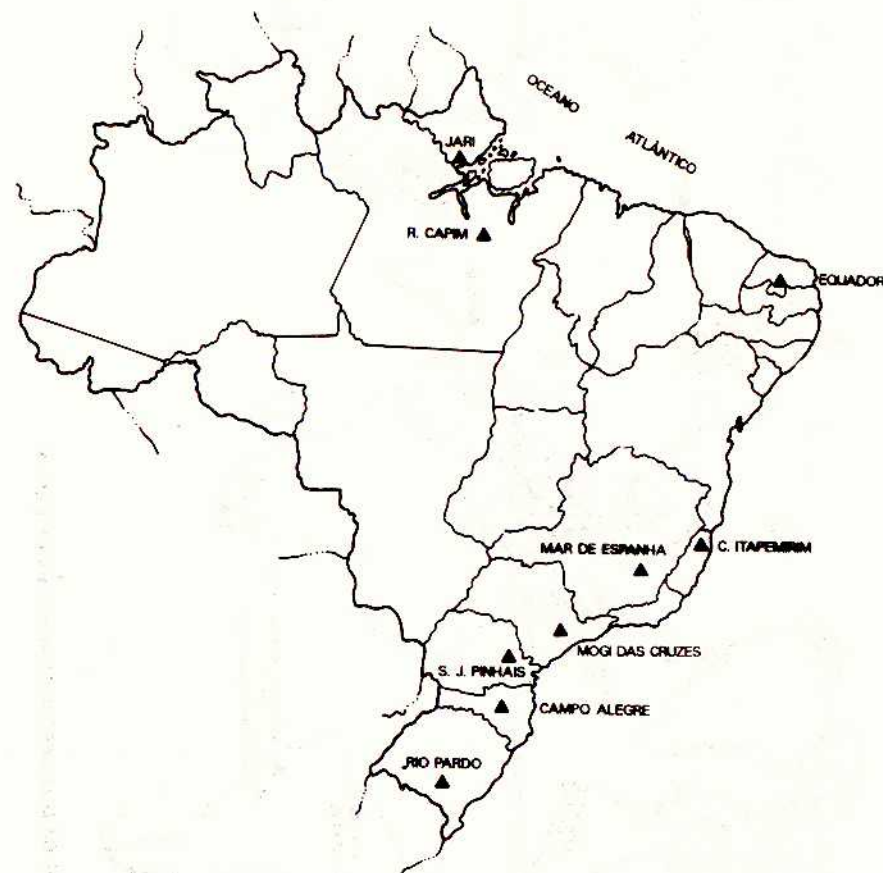 OCEANO
ATLÂNTICO
JARI
R. CAPIM
EQUADOR
MAR DE ESPANHA
C. ITAPEMIRIM
MOGI DAS CRUZES
S. J. PINHAIS
CAMPO ALEGRE
RIO PARDO